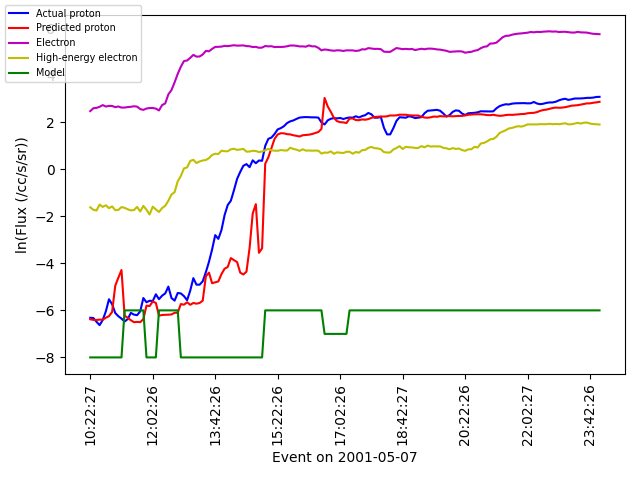 Actual proton
Predicted proton
Electron
High-energy electron
Model
2
0
−2
−4
−6
−8
ln(Flux (/cc/s/sr))
10:22:27
12:02:26
13:42:26
15:22:26
17:02:26
18:42:27
20:22:26
22:02:27
23:42:26
Event on 2001-05-07